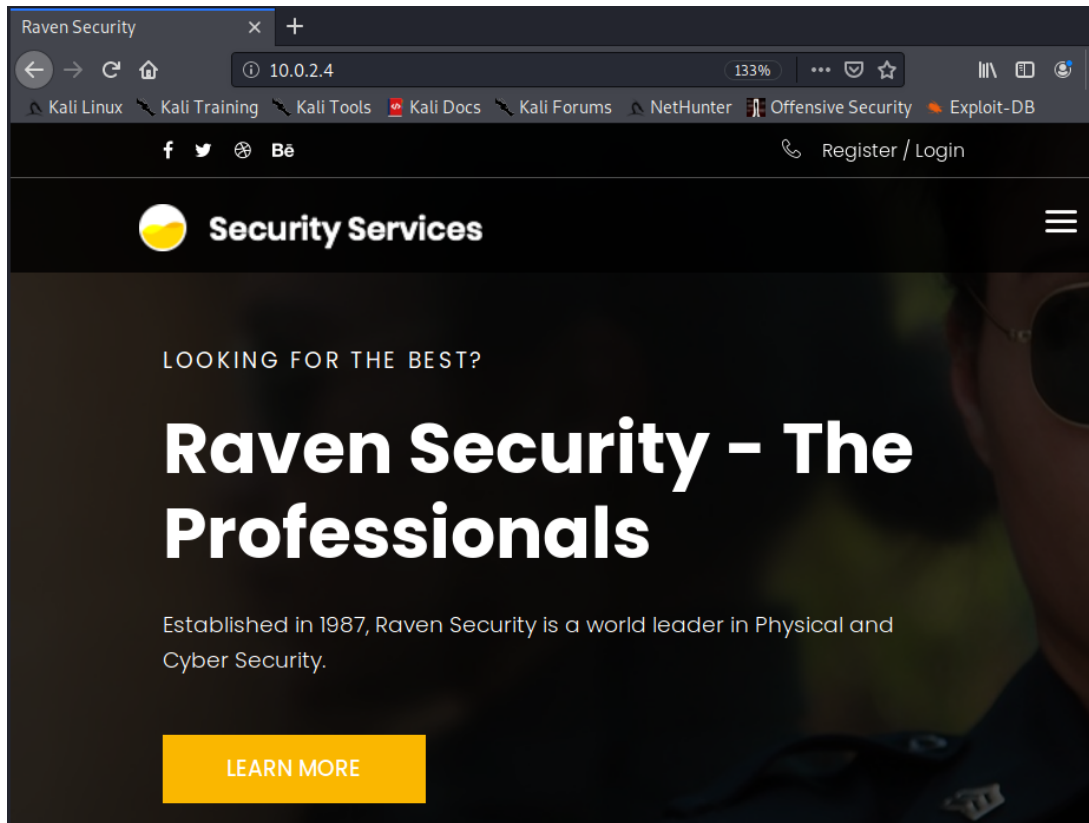 Raven Security
10.0.2.4
133%
Kali Linux Kali Training Kali Tools Kali Docs Kali Forums NetHunter Offensive Security Exploit-DB
f Bē Register / Login
Security Services
LOOKING FOR THE BEST?
Raven Security - The
Professionals
Established in 1987, Raven Security is a world leader in Physical and
Cyber Security.
LEARN MORE